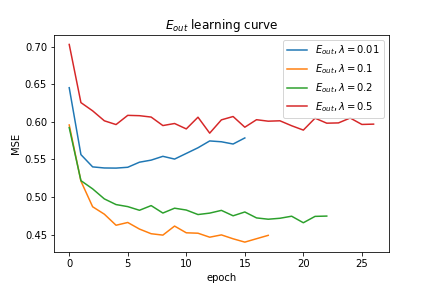 E_out learning curve
E_out, λ = 0.01
E_out, λ = 0.1
E_out, λ = 0.2
E_out, λ = 0.5
MSE
0.70
0.65
0.60
0.55
0.50
0.45
0 5 10 15 20 25
epoch